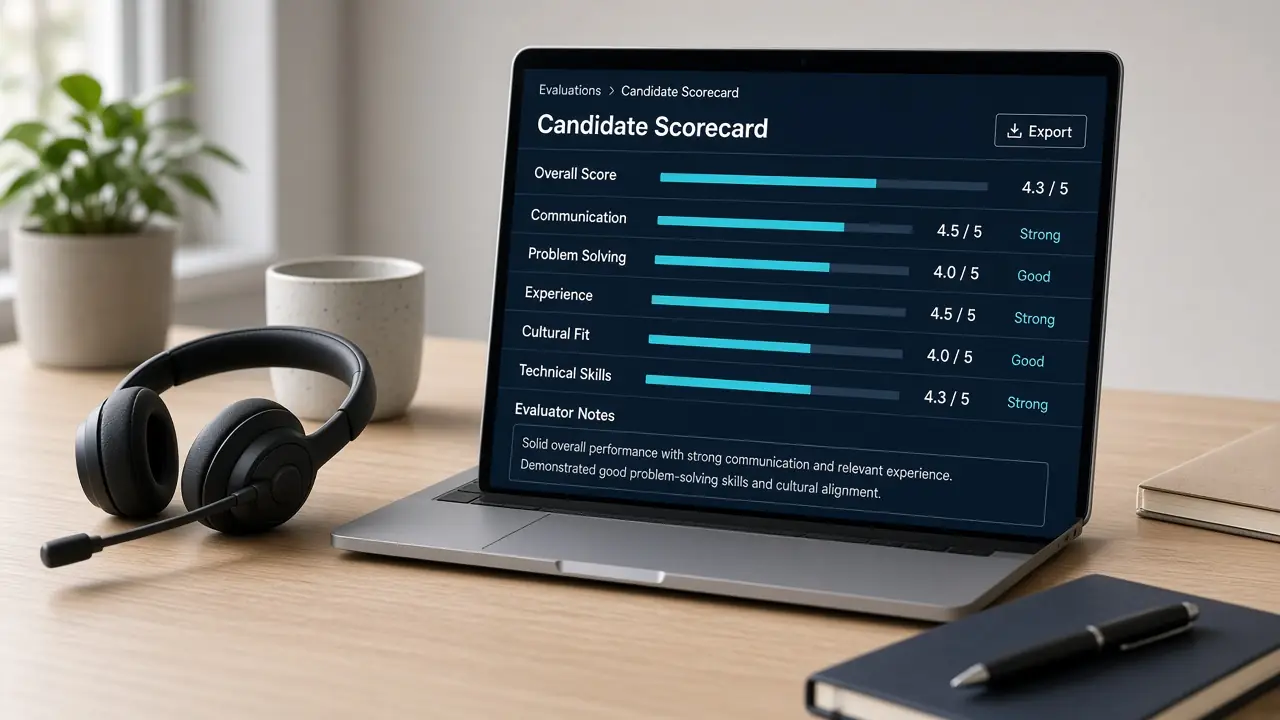 Evaluations > Candidate Scorecard
Candidate Scorecard
Export
Overall Score 4.3 / 5
Communication 4.5 / 5 Strong
Problem Solving 4.0 / 5 Good
Experience 4.5 / 5 Strong
Cultural Fit 4.0 / 5 Good
Technical Skills 4.3 / 5 Strong
Evaluator Notes
Solid overall performance with strong communication and relevant experience.
Demonstrated good problem-solving skills and cultural alignment.